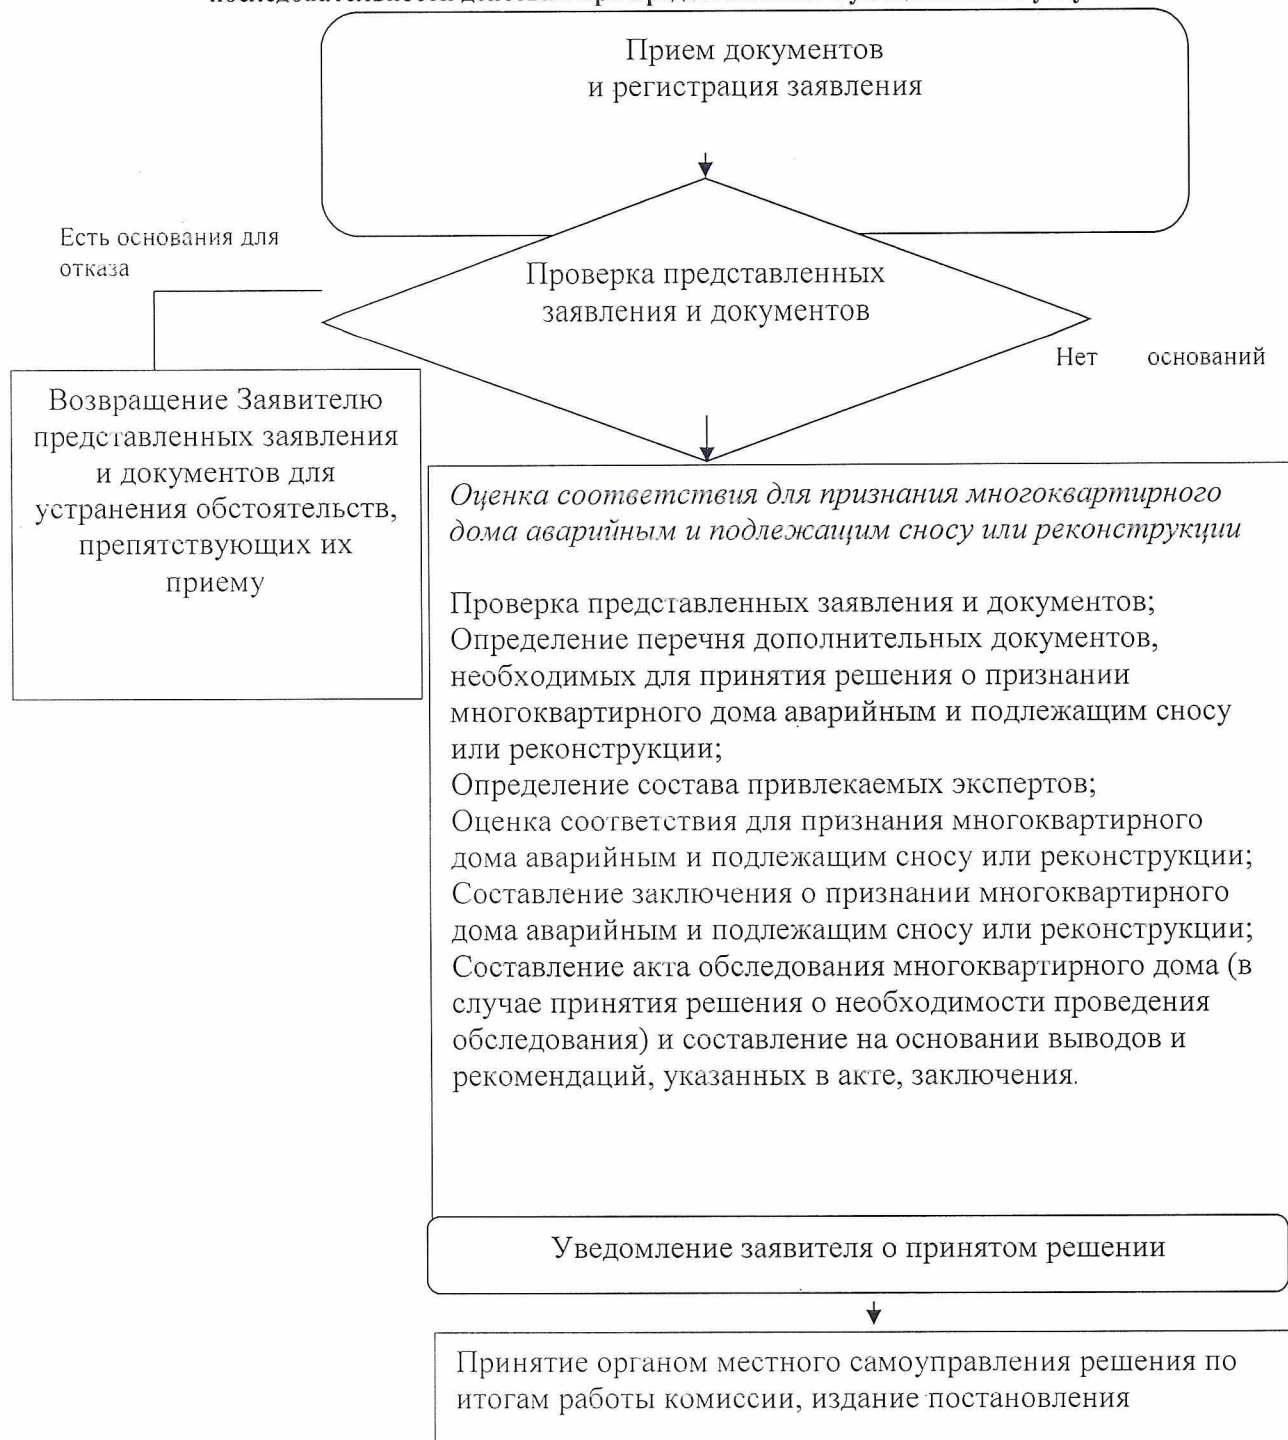 Прием документов
и регистрация заявления
Есть основания для
отказа
Проверка представленных
заявления и документов
Нет оснований
Возвращение Заявителю
представленных заявления
и документов для
устранения обстоятельств,
препятствующих их
приему
Оценка соответствия для признания многоквартирного
дома аварийным и подлежащим сносу или реконструкции
Проверка представленных заявления и документов;
Определение перечня дополнительных документов,
необходимых для принятия решения о признании
многоквартирного дома аварийным и подлежащим сносу
или реконструкции;
Определение состава привлекаемых экспертов;
Оценка соответствия для признания многоквартирного
дома аварийным и подлежащим сносу или реконструкции;
Составление заключения о признании многоквартирного
дома аварийным и подлежащим сносу или реконструкции;
Составление акта обследования многоквартирного дома (в
случае принятия решения о необходимости проведения
обследования) и составление на основании выводов и
рекомендаций, указанных в акте, заключения.
Уведомление заявителя о принятом решении
Принятие органом местного самоуправления решения по
итогам работы комиссии, издание постановления